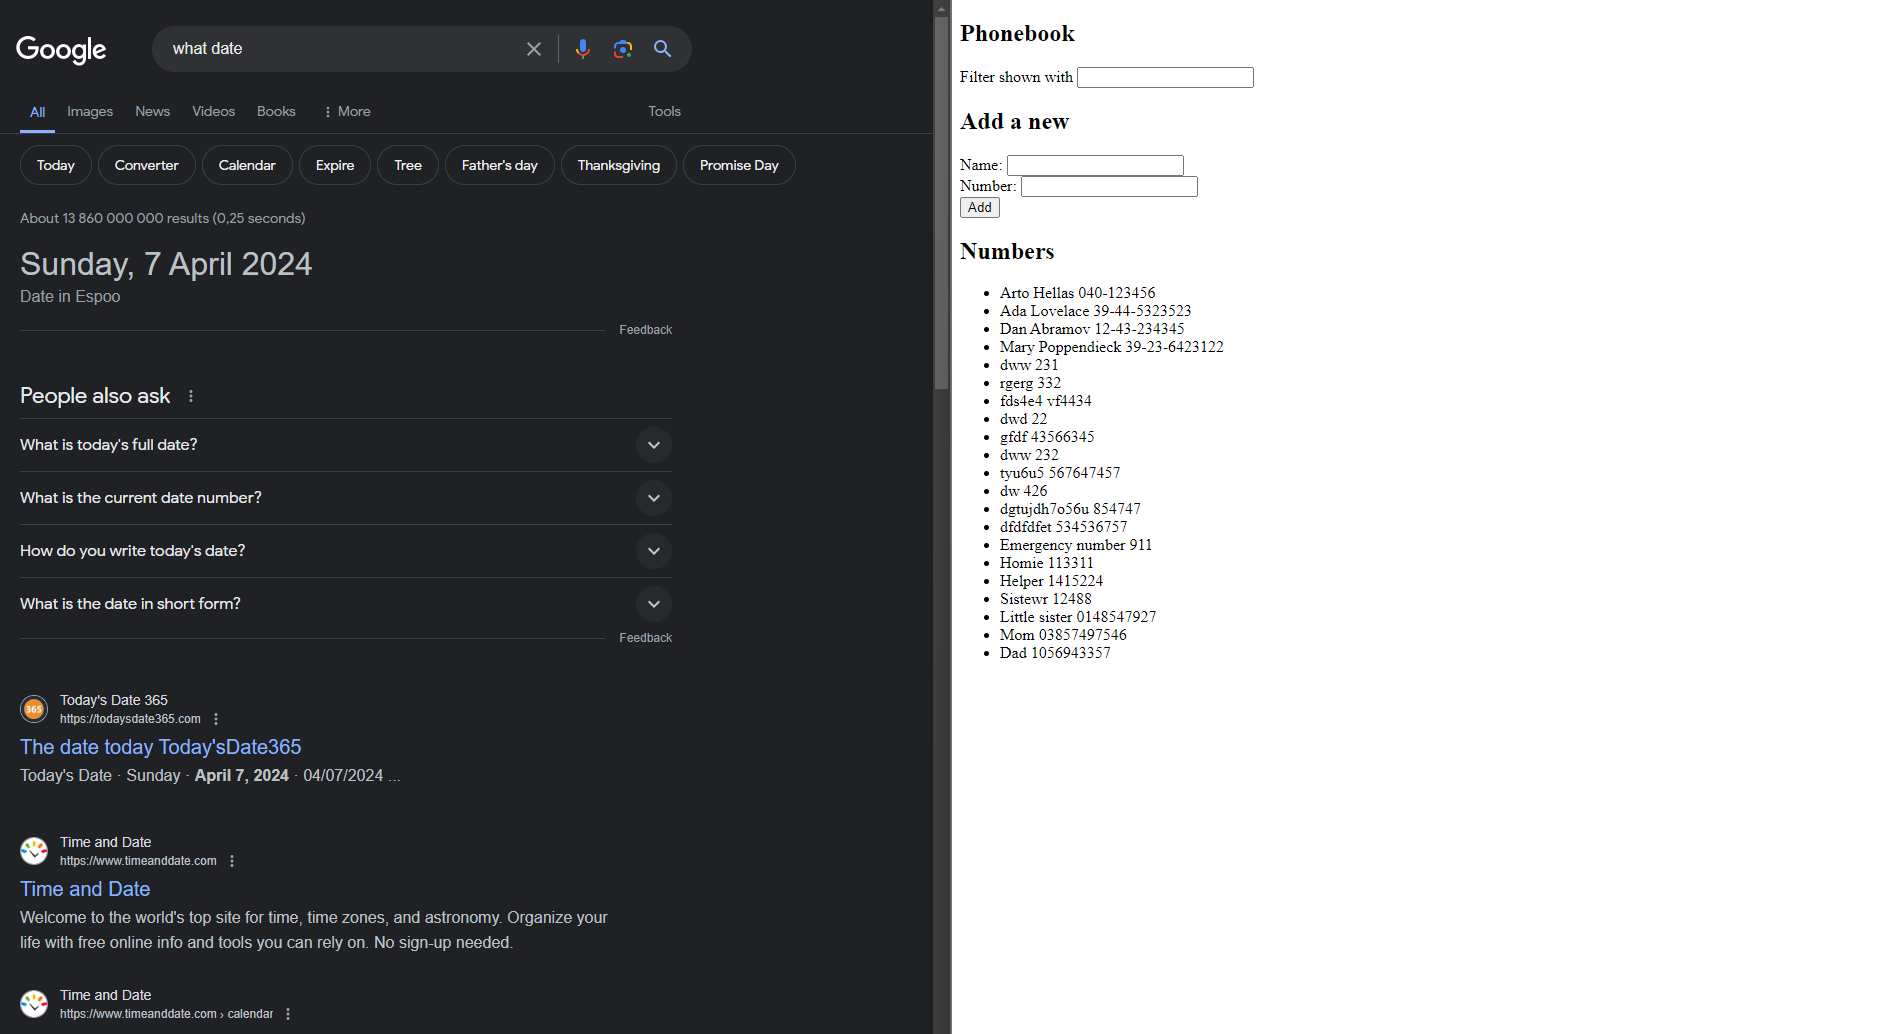 Google
what date
All Images News Videos Books More Tools
Today Converter Calendar Expire Tree Father's day Thanksgiving Promise Day
About 13 860 000 000 results (0,25 seconds)
Sunday, 7 April 2024
Date in Espoo
Feedback
People also ask
What is today's full date?
What is the current date number?
How do you write today's date?
What is the date in short form?
Feedback
365
Today's Date 365
https://todaysdate365.com
The date today Today'sDate365
Today's Date · Sunday · April 7, 2024 · 04/07/2024 ...
Time and Date
https://www.timeanddate.com
Time and Date
Welcome to the world's top site for time, time zones, and astronomy. Organize your
life with free online info and tools you can rely on. No sign-up needed.
Time and Date
https://www.timeanddate.com › calendar
Phonebook
Filter shown with
Add a new
Name:
Number:
Add
Numbers
Arto Hellas 040-123456
Ada Lovelace 39-44-5323523
Dan Abramov 12-43-234345
Mary Poppendieck 39-23-6423122
dww 231
rgerg 332
fds4e4 vf4434
dwd 22
gfdf 43566345
dww 232
tyu6u5 567647457
dw 426
dgtujdh7o56u 854747
dfdfdfet 534536757
Emergency number 911
Homie 113311
Helper 1415224
Sistewr 12488
Little sister 0148547927
Mom 03857497546
Dad 1056943357